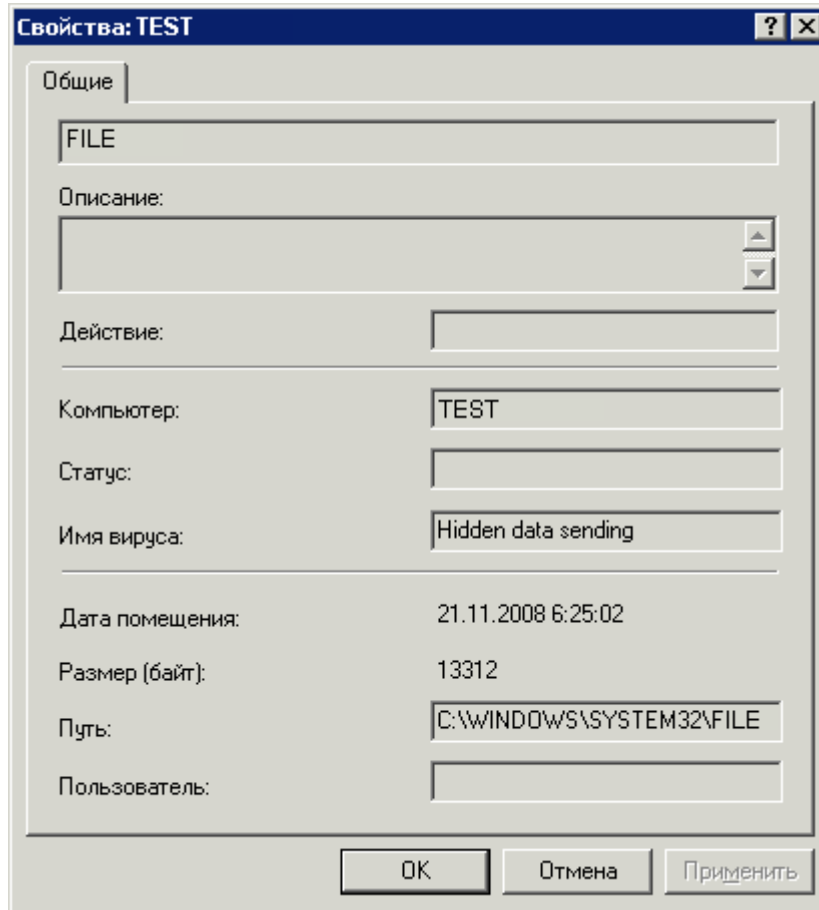 Свойства: TEST
Общие
FILE
Описание:
Действие:
Компьютер: TEST
Статус:
Имя вируса: Hidden data sending
Дата помещения: 21.11.2008 6:25:02
Размер (байт): 13312
Путь: C:\WINDOWS\SYSTEM32\FILE
Пользователь:
OK Отмена Применить